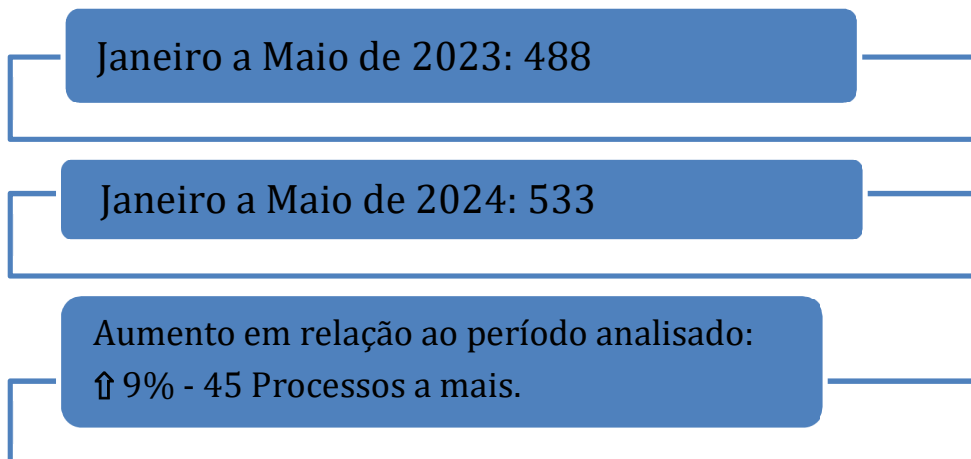 Janeiro a Maio de 2023: 488
Janeiro a Maio de 2024: 533
Aumento em relação ao período analisado:
⇧9% - 45 Processos a mais.